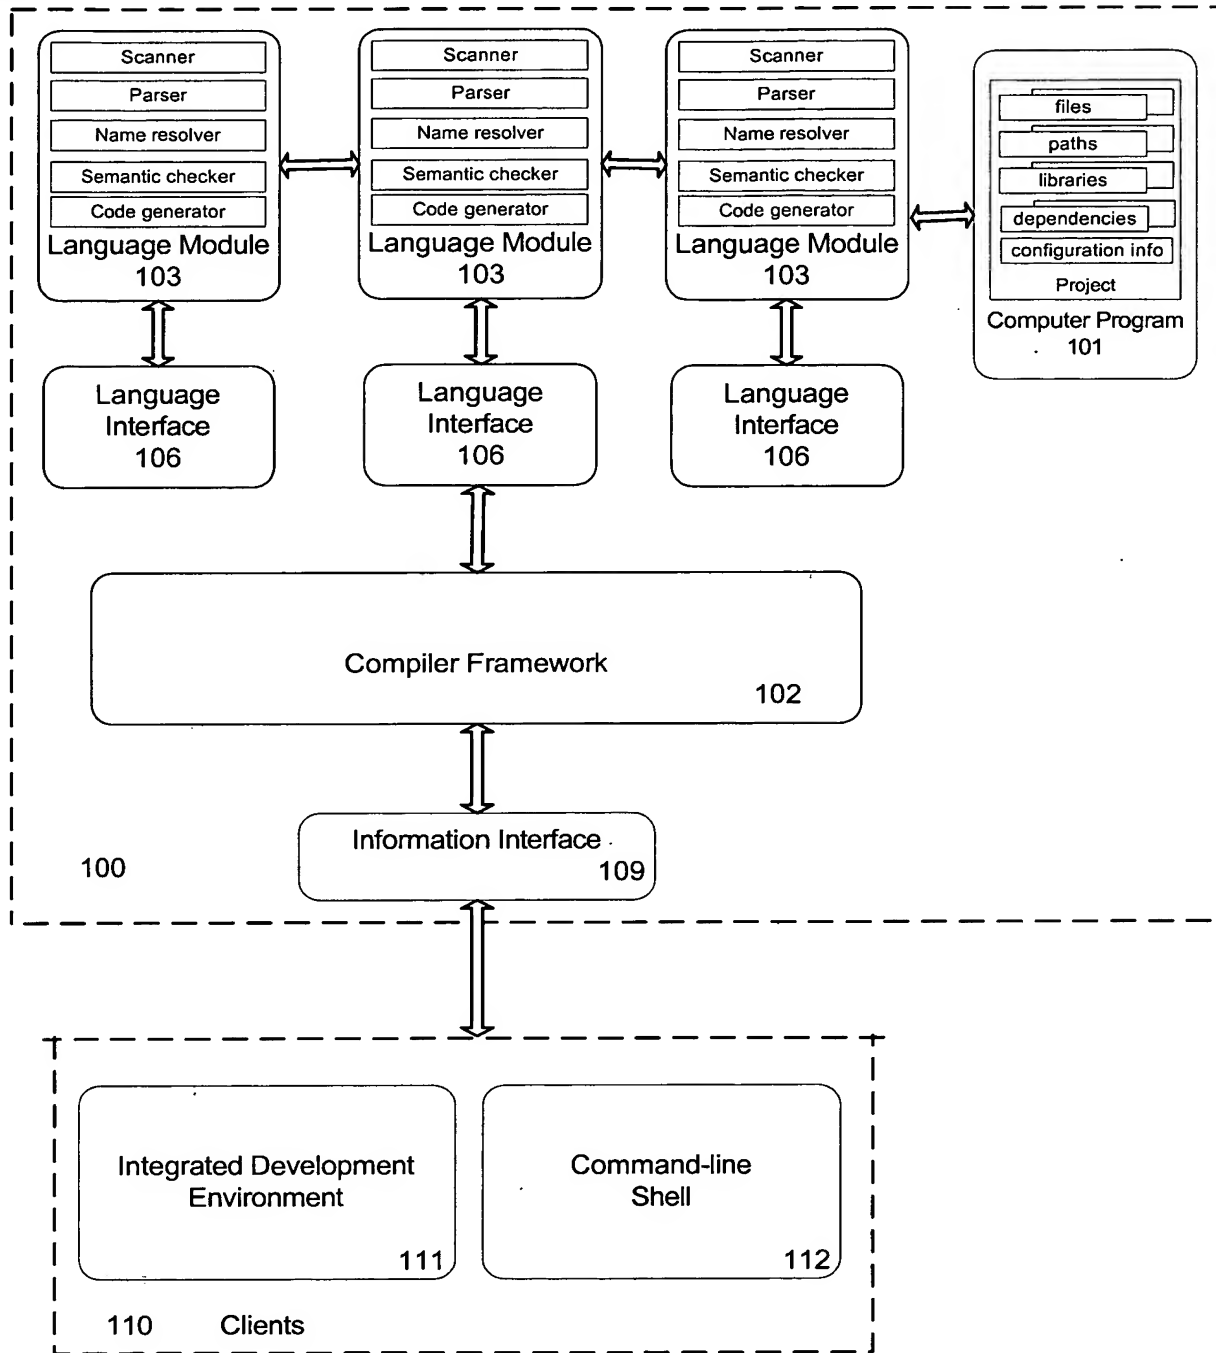 Scanner
Parser
Name resolver
Semantic checker
Code generator
Language Module
103
Scanner
Parser
Name resolver
Semantic checker
Code generator
Language Module
103
Scanner
Parser
Name resolver
Semantic checker
Code generator
Language Module
103
files
paths
libraries
dependencies
configuration info
Project
Computer Program
101
Language
Interface
106
Language
Interface
106
Language
Interface
106
Compiler Framework
102
Information Interface
109
100
Integrated Development
Environment
111
Command-line
Shell
112
110 Clients